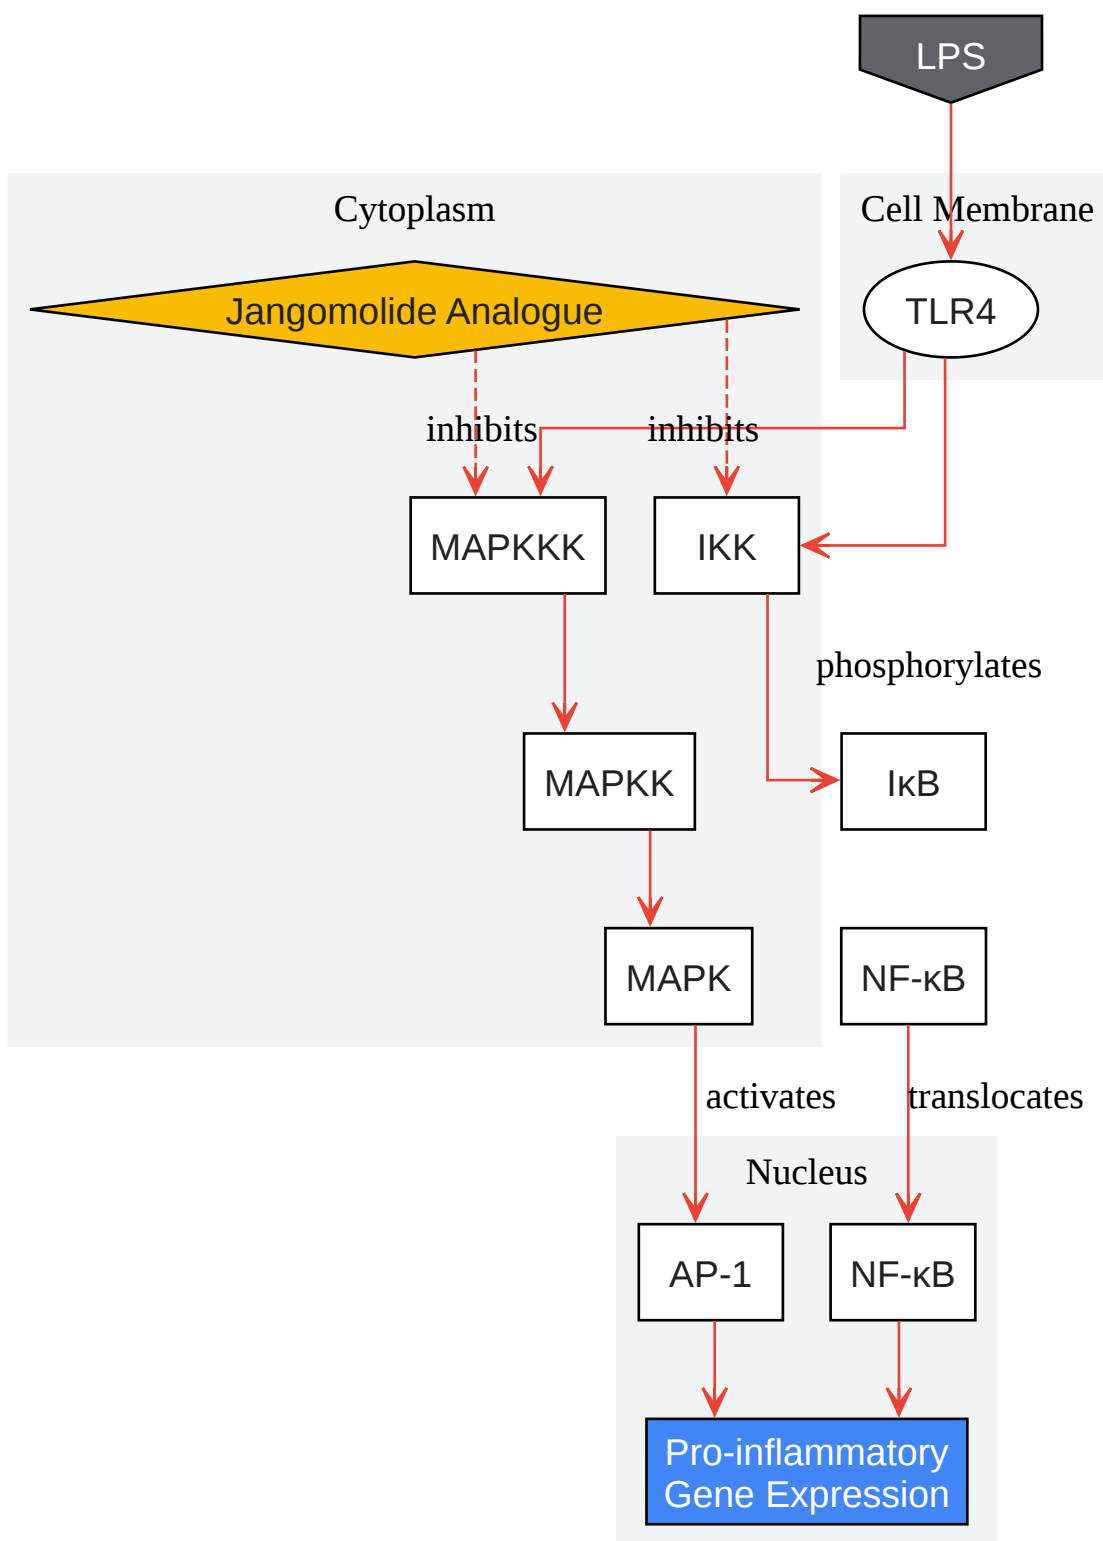 LPS
Cytoplasm
Cell Membrane
Jangomolide Analogue
TLR4
inhibits
inhibits
MAPKKK
IKK
phosphorylates
MAPKK
IκB
MAPK
NF-κB
activates
translocates
Nucleus
AP-1
NF-κB
Pro-inflammatory
Gene Expression